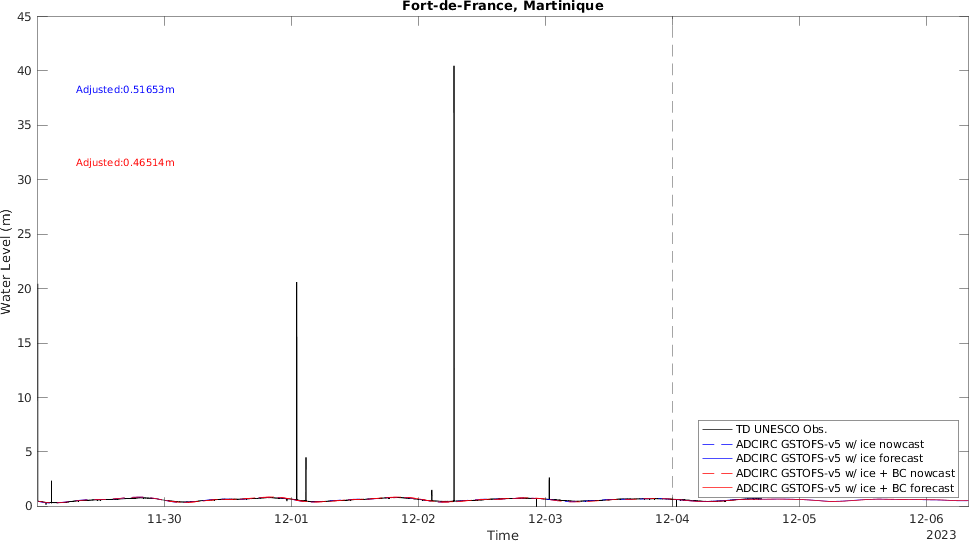 Fort-de-France, Martinique
45
40
35
30
25
20
15
10
5
0
Water Level (m)
Adjusted:0.51653m
Adjusted:0.46514m
TD UNESCO Obs.
ADCIRC GSTOFS-v5 w/ ice nowcast
ADCIRC GSTOFS-v5 w/ ice forecast
ADCIRC GSTOFS-v5 w/ ice + BC nowcast
ADCIRC GSTOFS-v5 w/ ice + BC forecast
11-30 12-01 12-02 12-03 12-04 12-05 12-06
2023
Time